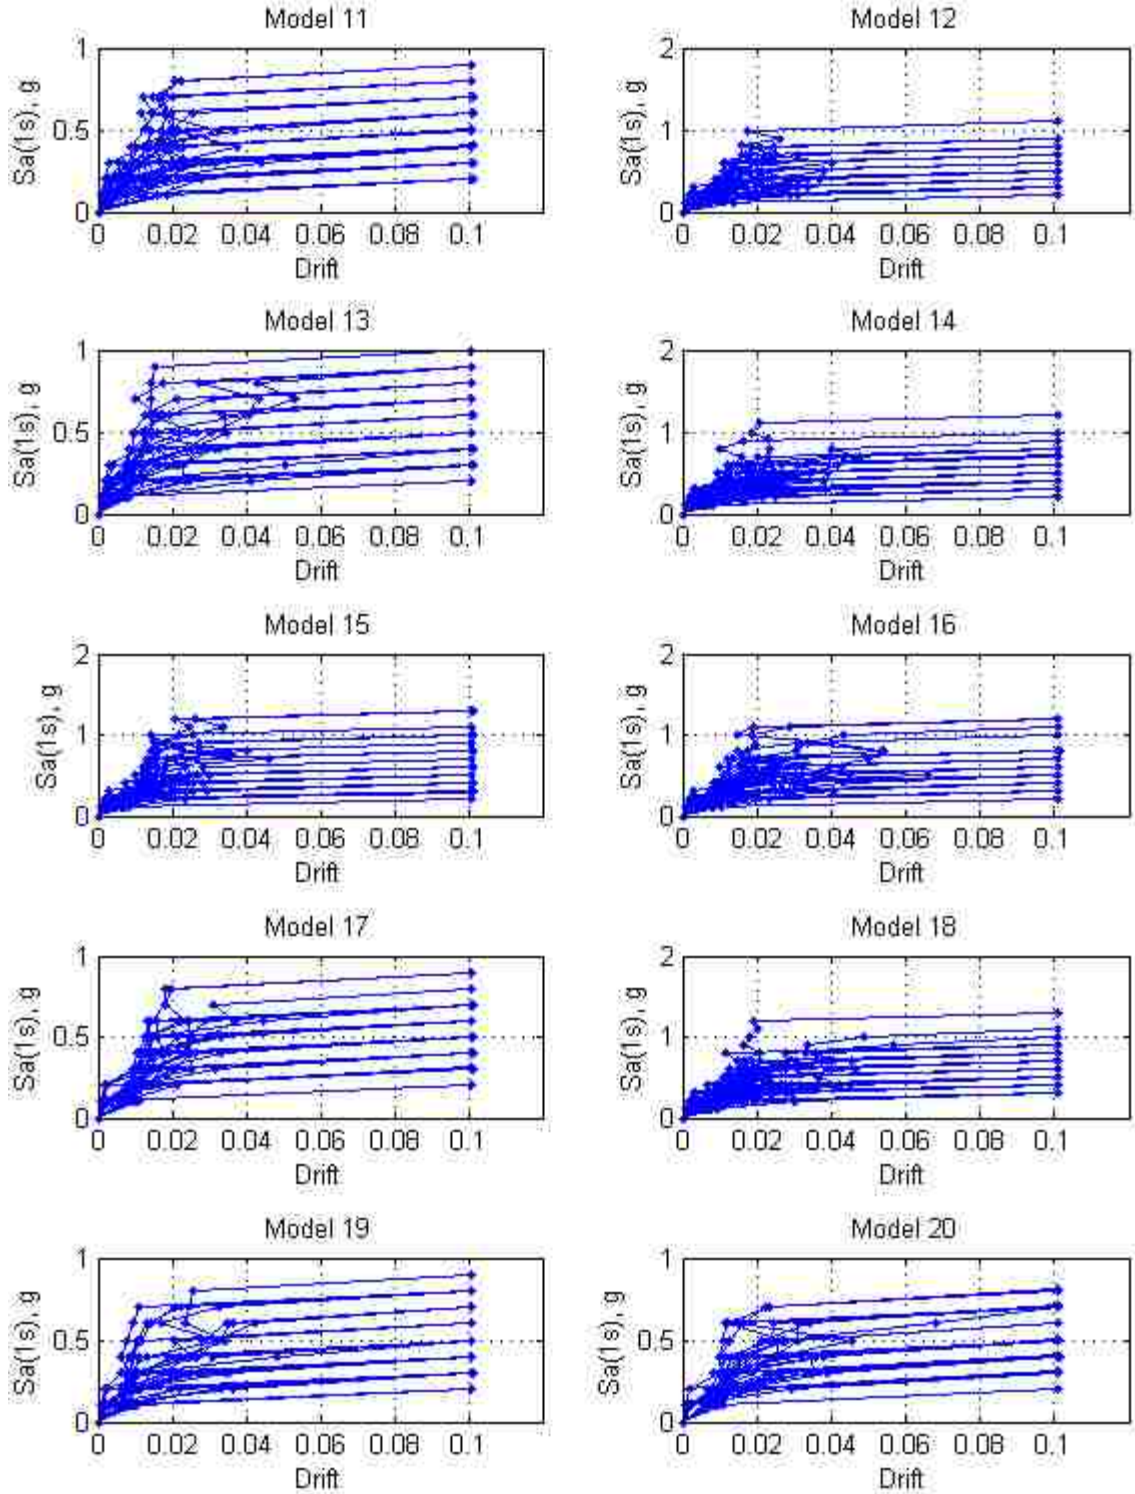 Model 11
Sa(1s), g
1
0.5
0
0 0.02 0.04 0.06 0.08 0.1
Drift
Model 12
Sa(1s), g
2
1
0
0 0.02 0.04 0.06 0.08 0.1
Drift
Model 13
Sa(1s), g
1
0.5
0
0 0.02 0.04 0.06 0.08 0.1
Drift
Model 14
Sa(1s), g
2
1
0
0 0.02 0.04 0.06 0.08 0.1
Drift
Model 15
Sa(1s), g
2
1
0
0 0.02 0.04 0.06 0.08 0.1
Drift
Model 16
Sa(1s), g
2
1
0
0 0.02 0.04 0.06 0.08 0.1
Drift
Model 17
Sa(1s), g
1
0.5
0
0 0.02 0.04 0.06 0.08 0.1
Drift
Model 18
Sa(1s), g
2
1
0
0 0.02 0.04 0.06 0.08 0.1
Drift
Model 19
Sa(1s), g
1
0.5
0
0 0.02 0.04 0.06 0.08 0.1
Drift
Model 20
Sa(1s), g
1
0.5
0
0 0.02 0.04 0.06 0.08 0.1
Drift